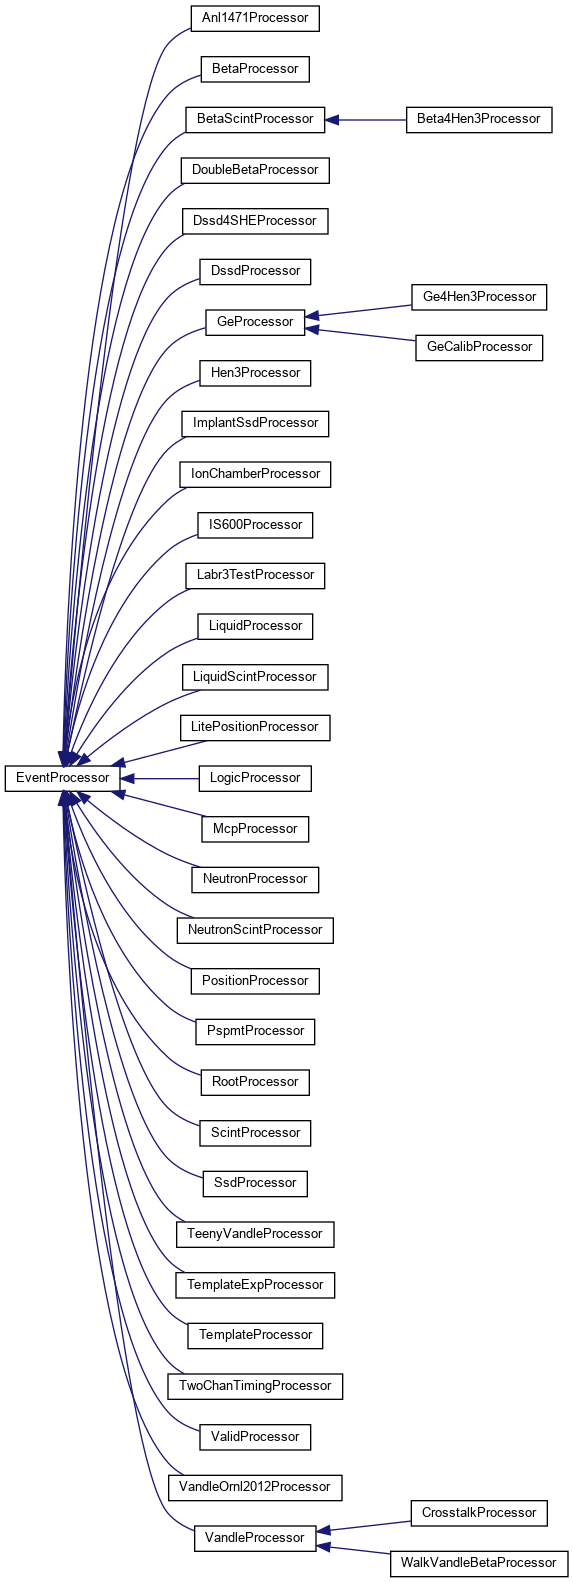 Anl1471Processor
BetaProcessor
BetaScintProcessor
Beta4Hen3Processor
DoubleBetaProcessor
Dssd4SHEProcessor
DssdProcessor
Ge4Hen3Processor
GeProcessor
GeCalibProcessor
Hen3Processor
ImplantSsdProcessor
IonChamberProcessor
IS600Processor
Labr3TestProcessor
LiquidProcessor
LiquidScintProcessor
LitePositionProcessor
EventProcessor
LogicProcessor
McpProcessor
NeutronProcessor
NeutronScintProcessor
PositionProcessor
PspmtProcessor
RootProcessor
ScintProcessor
SsdProcessor
TeenyVandleProcessor
TemplateExpProcessor
TemplateProcessor
TwoChanTimingProcessor
ValidProcessor
VandleOrnl2012Processor
CrosstalkProcessor
VandleProcessor
WalkVandleBetaProcessor